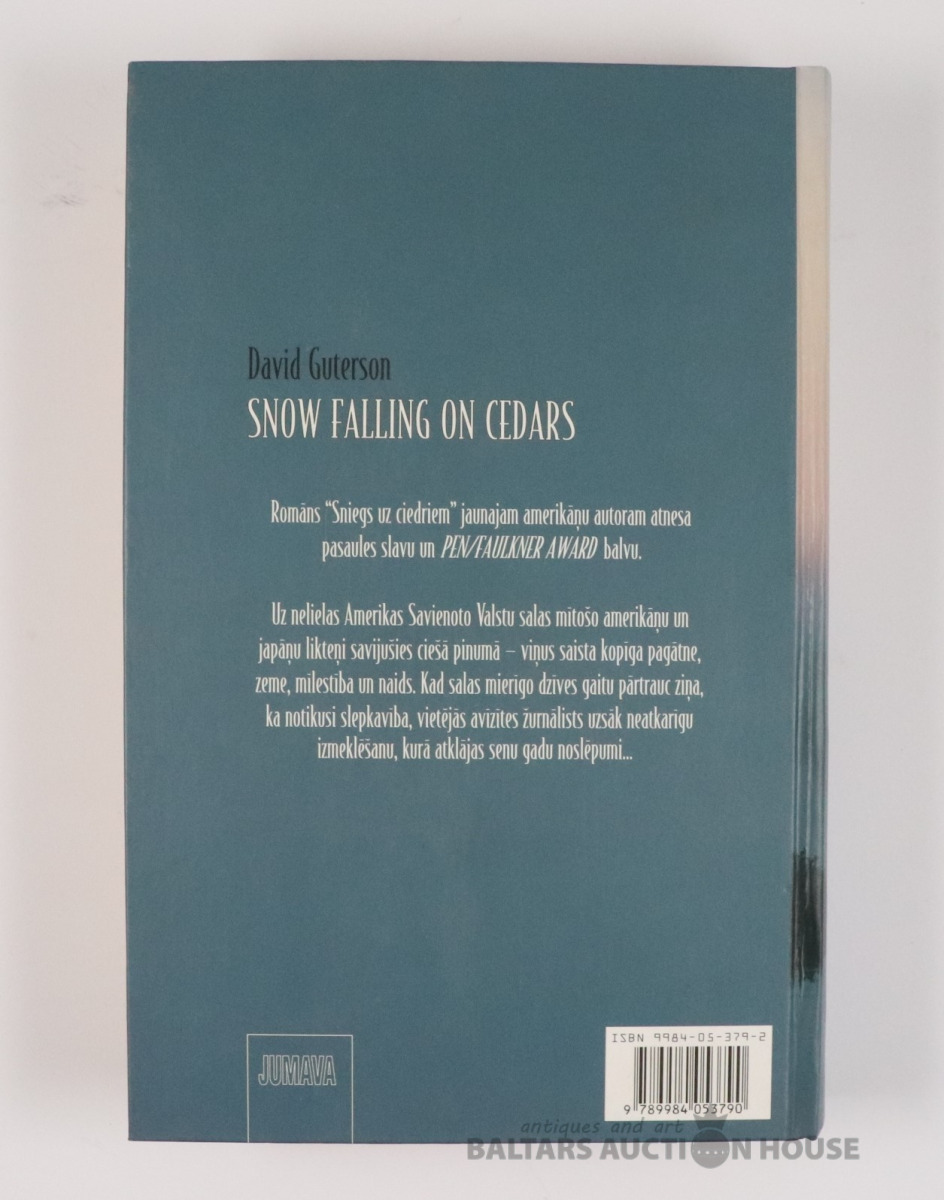 David Guterson
SNOW FALLING ON CEDARS
Romāns “Sniegs uz ciedriem” jaunajam amerikāņu autoram atnesa
pasaules slavu un PEN/FAULKNER AWARD balvu.
Uz nelielas Amerikas Savienoto Valstu salas mītošo amerikāņu un
japāņu likteņi savijušies ciešā pinumā – viņus saista kopīga pagātne,
zeme, mīlestība un naids. Kad salas mierīgo dzīves gaitu pārtrauc ziņa,
ka notikusi slepkavība, vietējās avīzītes žurnālists uzsāk neatkarīgu
izmeklēšanu, kurā atklājas senu gadu noslēpumi...
JUMAVA
ISBN 9984-05-379-2
9 789984 053790
antiques and art
BALTARS AUCTION HOUSE